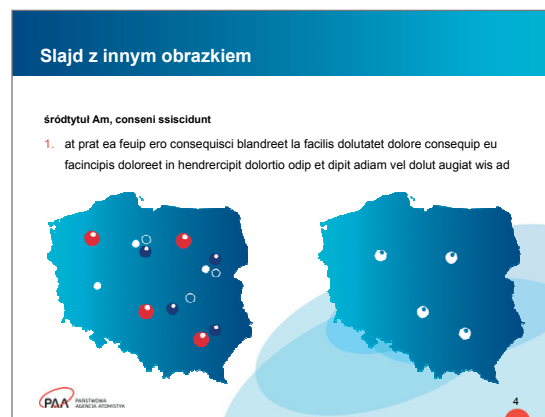 Slajd z innym obrazkiem
śródtytuł Am, conseni ssiscidunt
1. at prat ea feuip ero consequisci blandreet la facilis dolutatet dolore consequip eu
facincipis doloreet in hendrercipit dolortio odip et dipit adiam vel dolut augiat wis ad
PAA PAŃSTWOWA
AGENCJA ATOMISTYKI
4